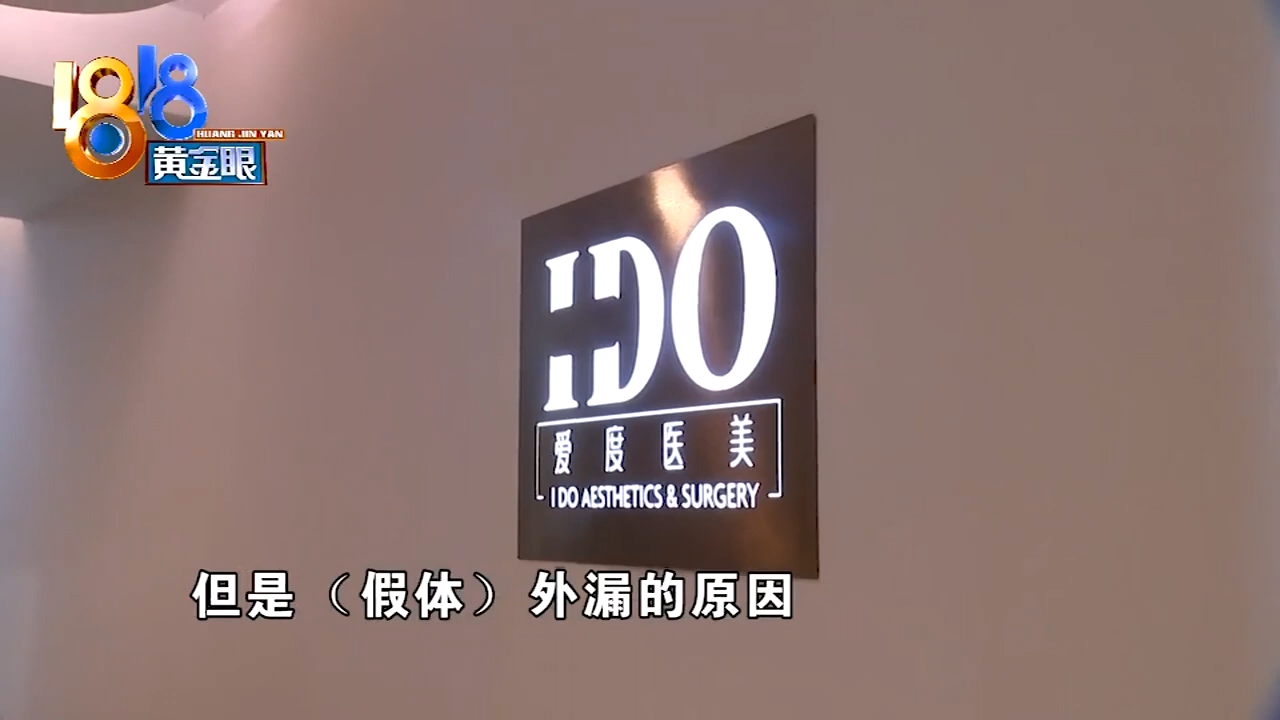 1818
HUANG JIN YAN
黄金眼
IDO
爱度医美
I DO AESTHETICS & SURGERY
但是（假体）外漏的原因